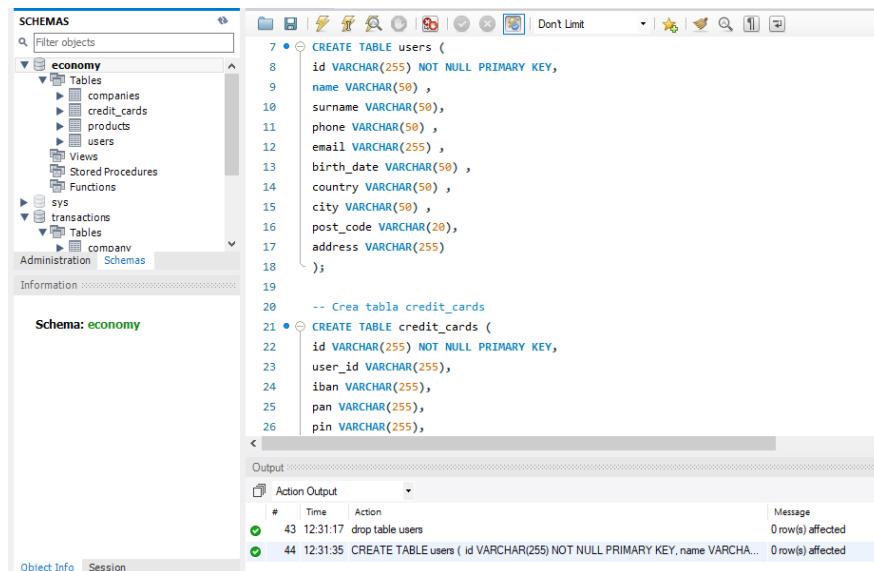 SCHEMAS
Filter objects
economy
Tables
companies
credit_cards
products
users
Views
Stored Procedures
Functions
sys
transactions
Tables
company
Administration Schemas
Information
Schema: economy
Object Info Session
Don't Limit
7 CREATE TABLE users (
8 id VARCHAR(255) NOT NULL PRIMARY KEY,
9 name VARCHAR(50) ,
10 surname VARCHAR(50),
11 phone VARCHAR(50) ,
12 email VARCHAR(255) ,
13 birth_date VARCHAR(50) ,
14 country VARCHAR(50) ,
15 city VARCHAR(50) ,
16 post_code VARCHAR(20),
17 address VARCHAR(255)
18 );
19
20 -- Crea tabla credit_cards
21 CREATE TABLE credit_cards (
22 id VARCHAR(255) NOT NULL PRIMARY KEY,
23 user_id VARCHAR(255),
24 iban VARCHAR(255),
25 pan VARCHAR(255),
26 pin VARCHAR(255),
Output
Action Output
# Time Action Message
43 12:31:17 drop table users 0 row(s) affected
44 12:31:35 CREATE TABLE users ( id VARCHAR(255) NOT NULL PRIMARY KEY, name VARCHA... 0 row(s) affected